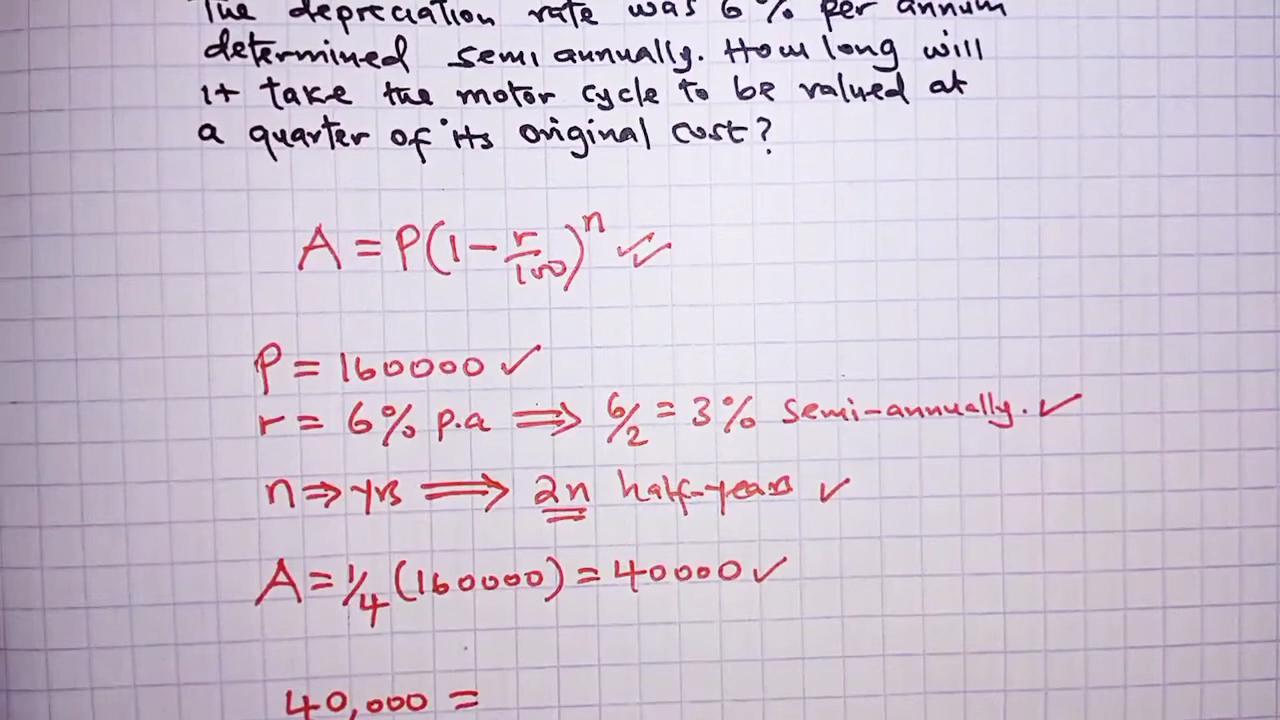 The depreciation rate was 6% per annum
determined semi annually. How long will
it take the motor cycle to be valued at
a quarter of its original cost?
A = P(1 - r/100)^n ✓✓
P = 160000 ✓
r = 6% p.a ⟹ 6/2 = 3% semi-annually. ✓
n ⇒ yrs ⟹ 2n half-years ✓
A = 1/4 (160000) = 40000 ✓
40,000 =